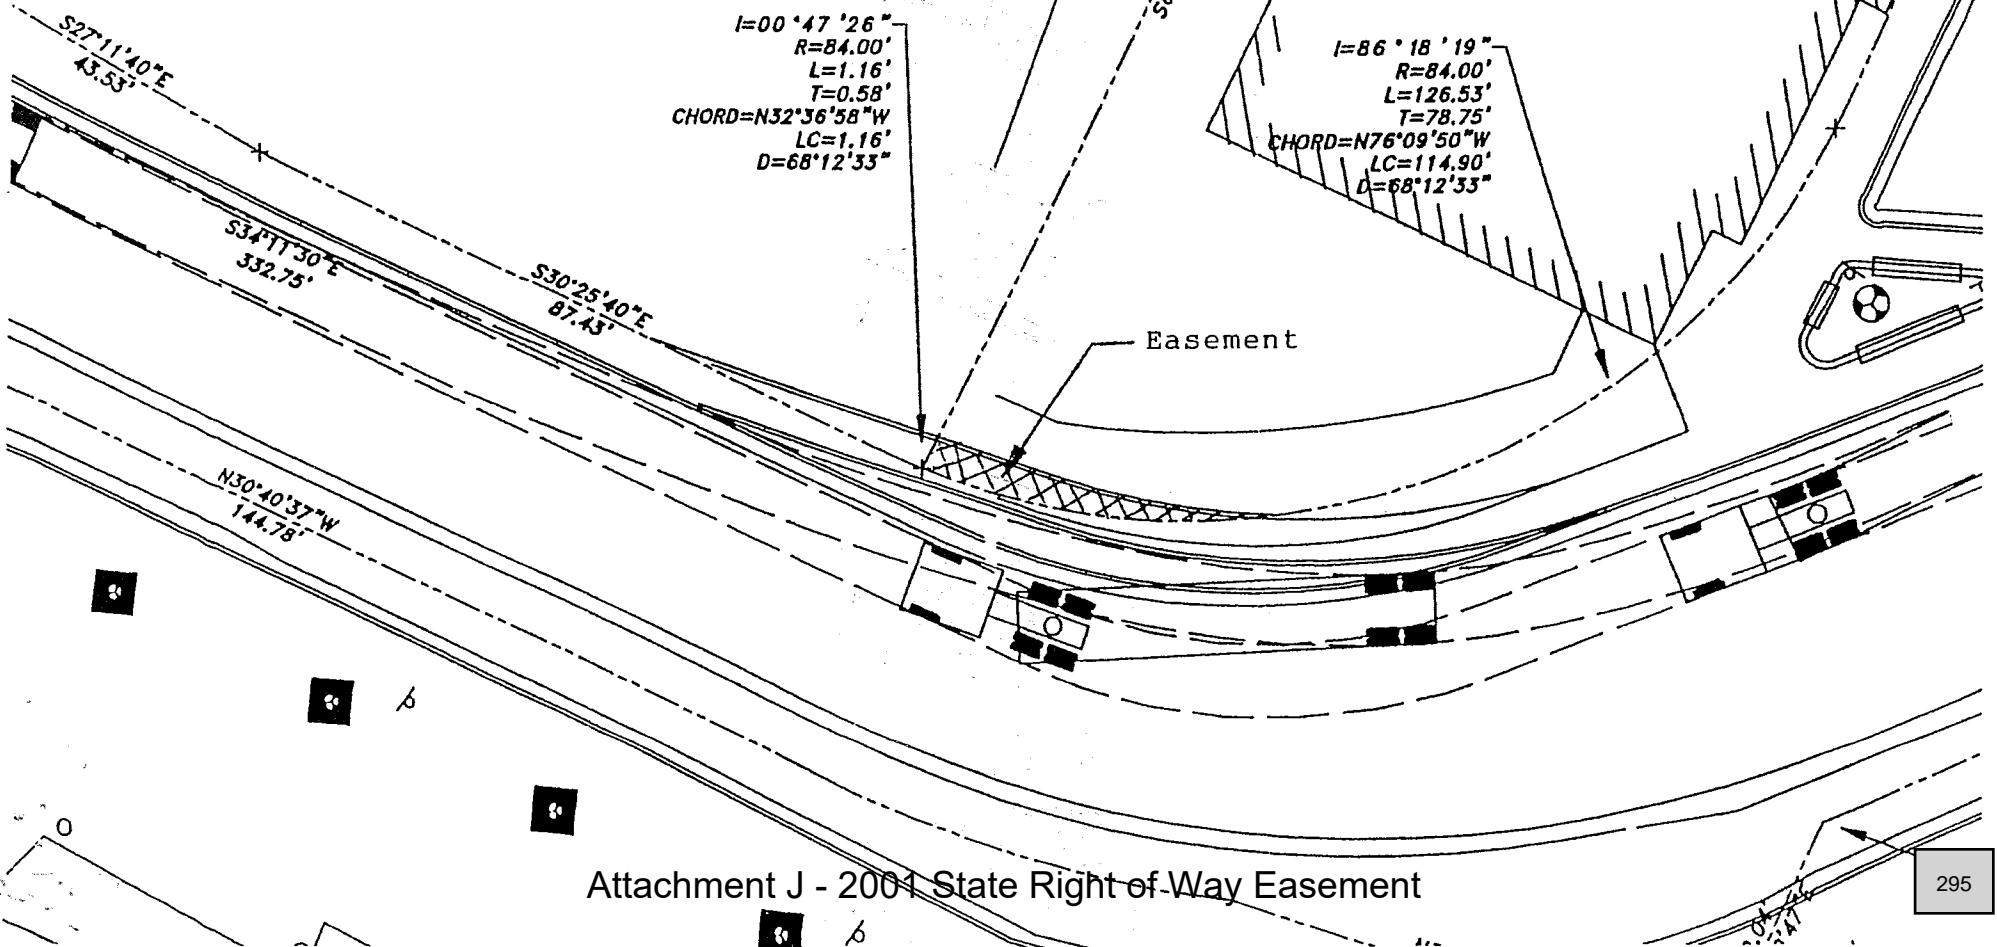 S27°11'40"E
43.53'
I=00°47'26"
R=84.00'
L=1.16'
T=0.58'
CHORD=N32°36'58"W
LC=1.16'
D=68°12'33"
I=86°18'19"
R=84.00'
L=126.53'
T=78.75'
CHORD=N76°09'50"W
LC=114.90'
D=68°12'33"
S34°11'30"E
332.75'
S30°25'40"E
87.43'
Easement
N30°40'37"W
144.78'
Attachment J - 2001 State Right of Way Easement
295